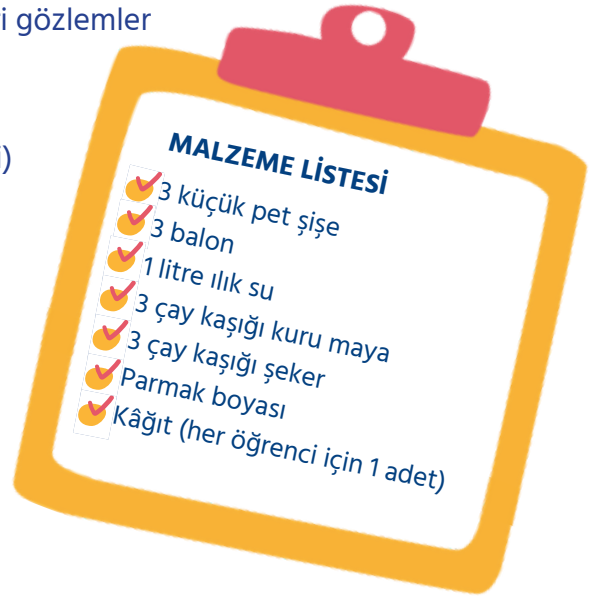 gözlemler
MALZEME LİSTESİ
3 küçük pet şişe
3 balon
1 litre ılık su
3 çay kaşığı kuru maya
3 çay kaşığı şeker
Parmak boyası
Kâğıt (her öğrenci için 1 adet)